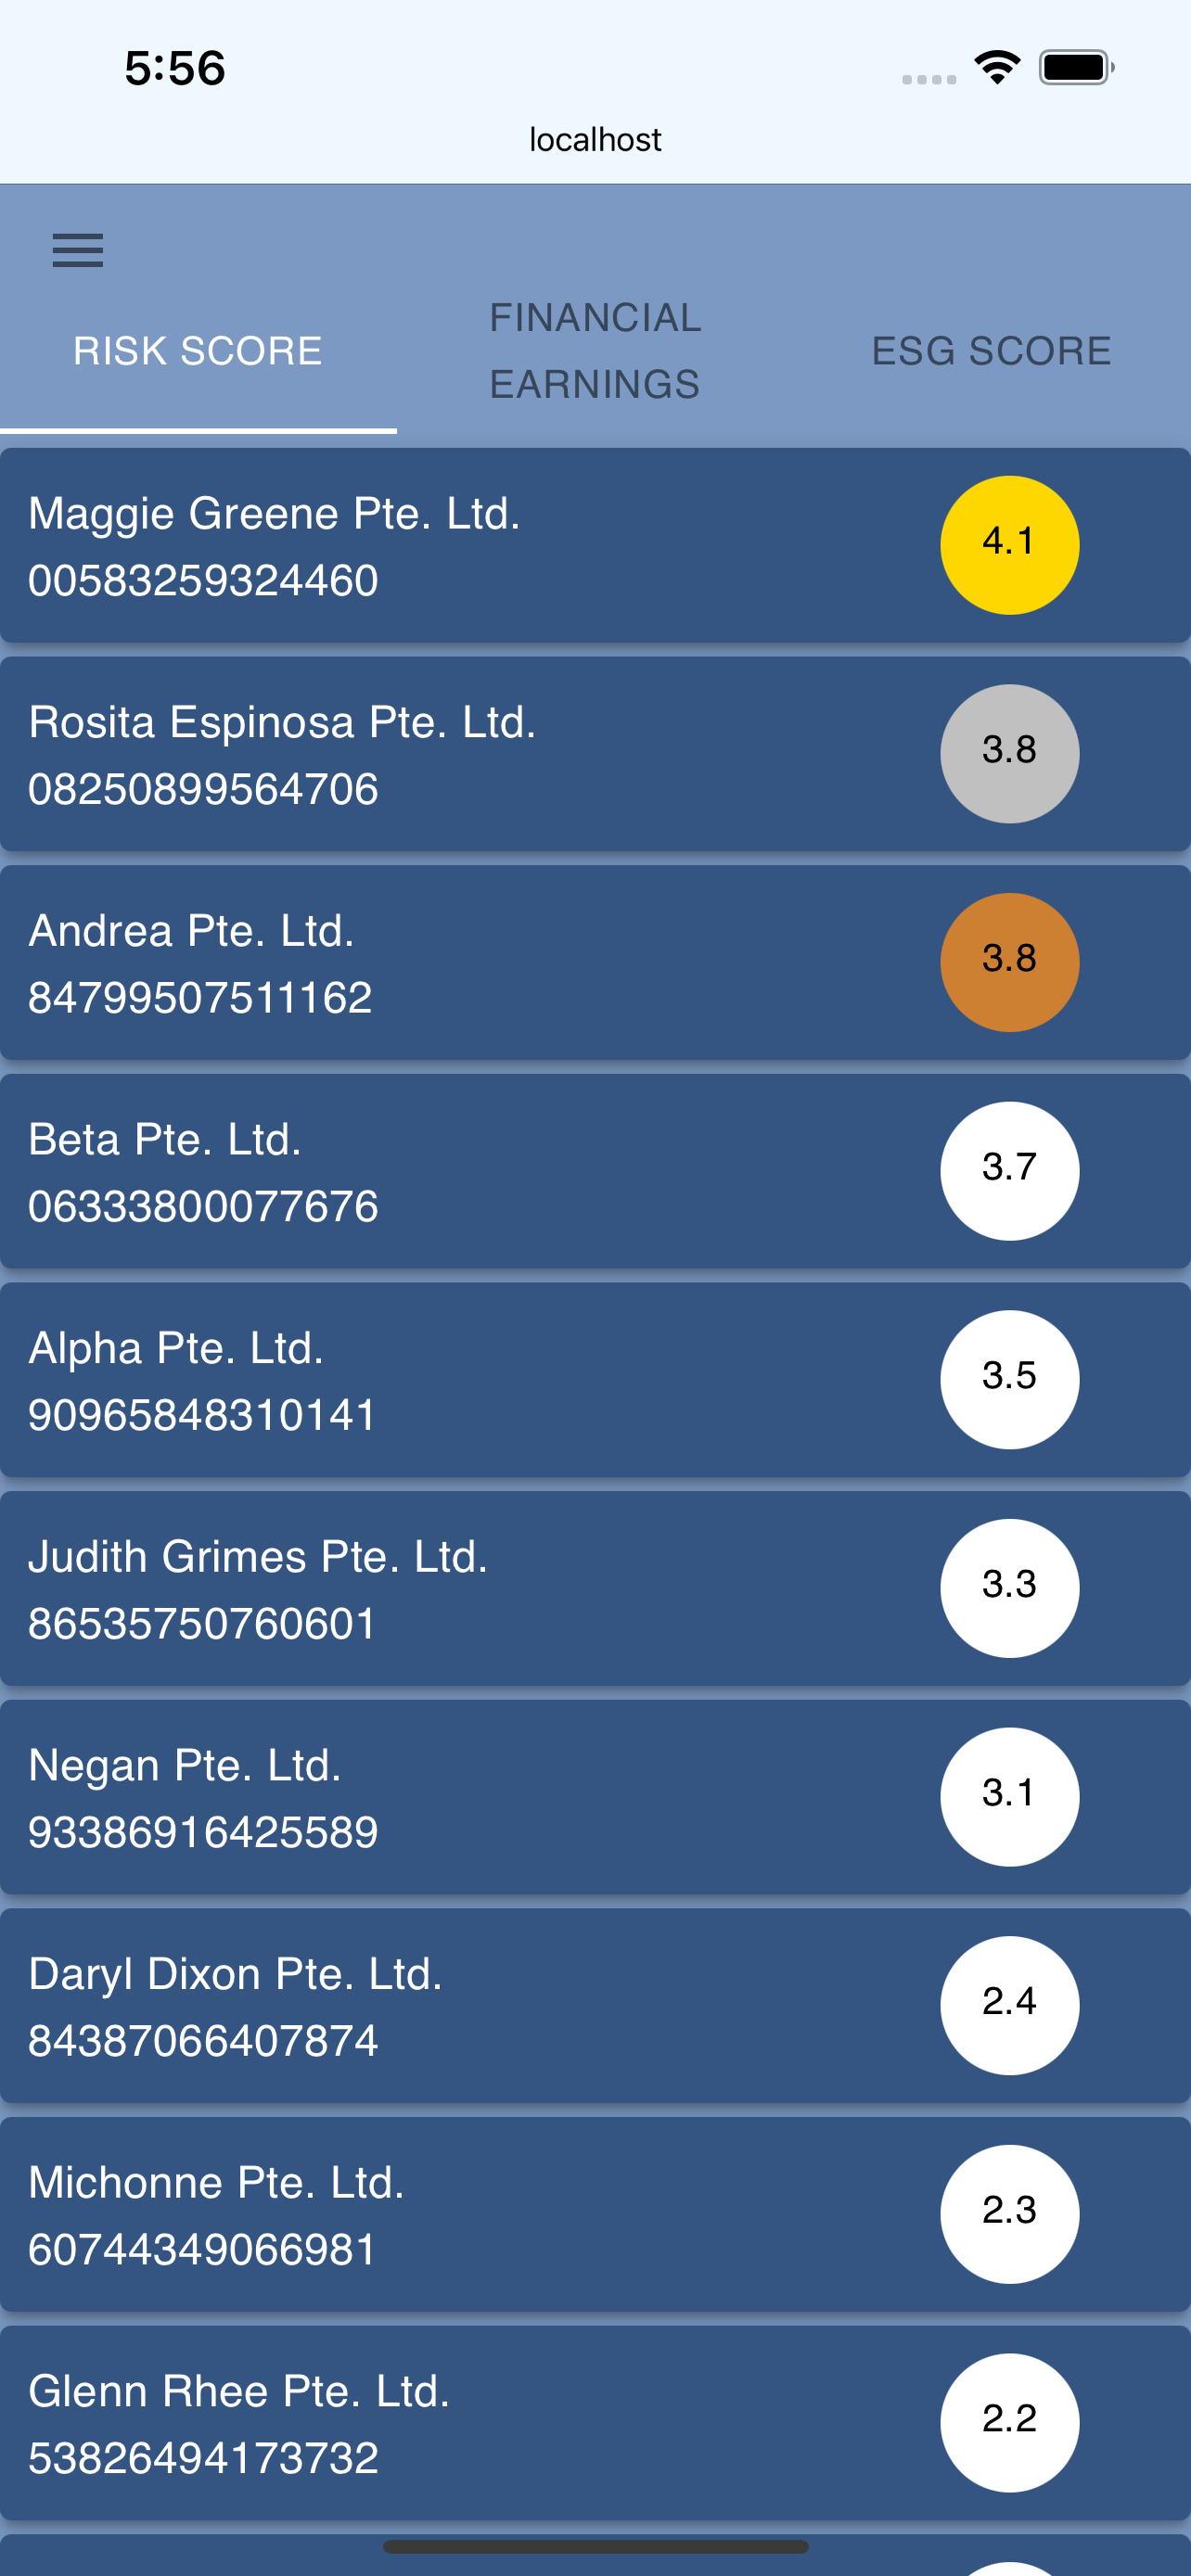 5:56
localhost
RISK SCORE
FINANCIAL
EARNINGS
ESG SCORE
Maggie Greene Pte. Ltd.
00583259324460
4.1
Rosita Espinosa Pte. Ltd.
08250899564706
3.8
Andrea Pte. Ltd.
84799507511162
3.8
Beta Pte. Ltd.
06333800077676
3.7
Alpha Pte. Ltd.
90965848310141
3.5
Judith Grimes Pte. Ltd.
86535750760601
3.3
Negan Pte. Ltd.
93386916425589
3.1
Daryl Dixon Pte. Ltd.
84387066407874
2.4
Michonne Pte. Ltd.
60744349066981
2.3
Glenn Rhee Pte. Ltd.
53826494173732
2.2